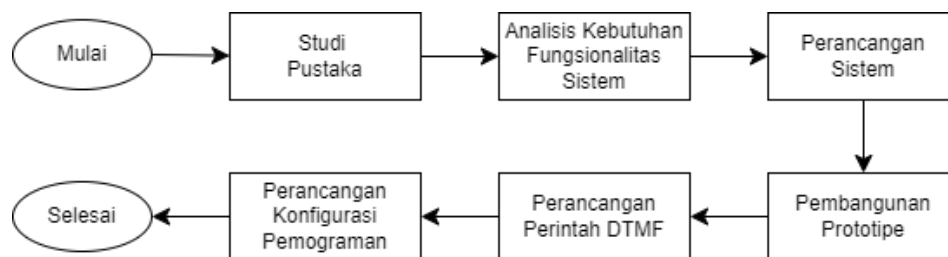 Mulai
Studi
Pustaka
Analisis Kebutuhan
Fungsionalitas
Sistem
Perancangan
Sistem
Pembangunan
Prototipe
Perancangan
Perintah DTMF
Perancangan
Konfigurasi
Pemograman
Selesai